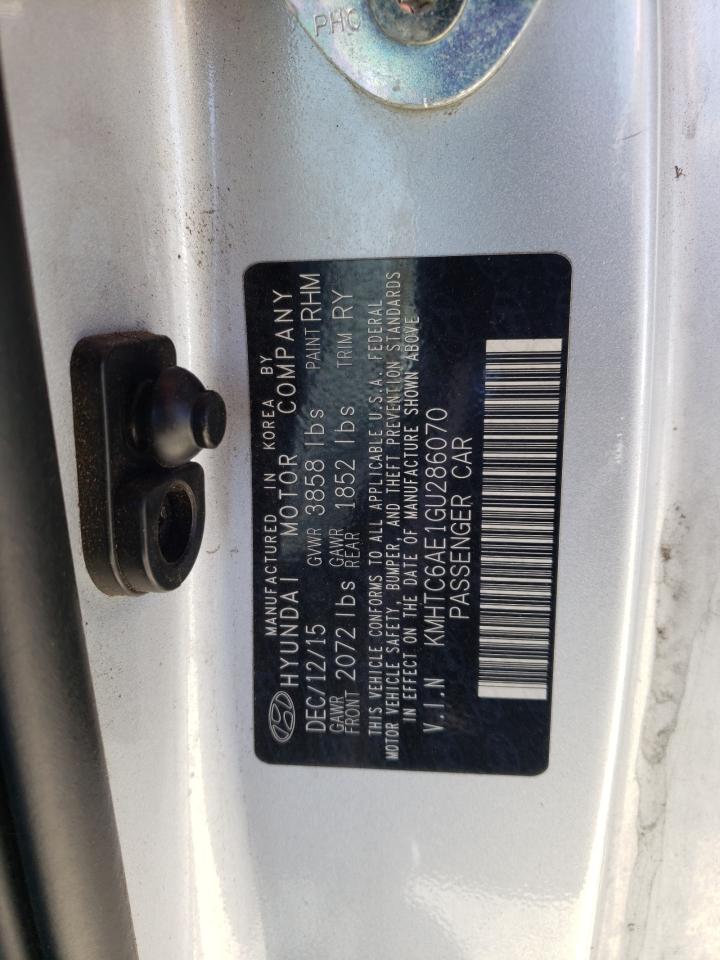 PHC
MANUFACTURED IN KOREA BY
HYUNDAI MOTOR COMPANY
DEC/12/15 GVWR 3858 lbs PAINT RHM
GAWR FRONT 2072 lbs GAWR REAR 1852 lbs TRIM RY
THIS VEHICLE CONFORMS TO ALL APPLICABLE U.S.A. FEDERAL
MOTOR VEHICLE SAFETY, BUMPER, AND THEFT PREVENTION STANDARDS
IN EFFECT ON THE DATE OF MANUFACTURE SHOWN ABOVE
V.I.N KMHTC6AE1GU286070
PASSENGER CAR